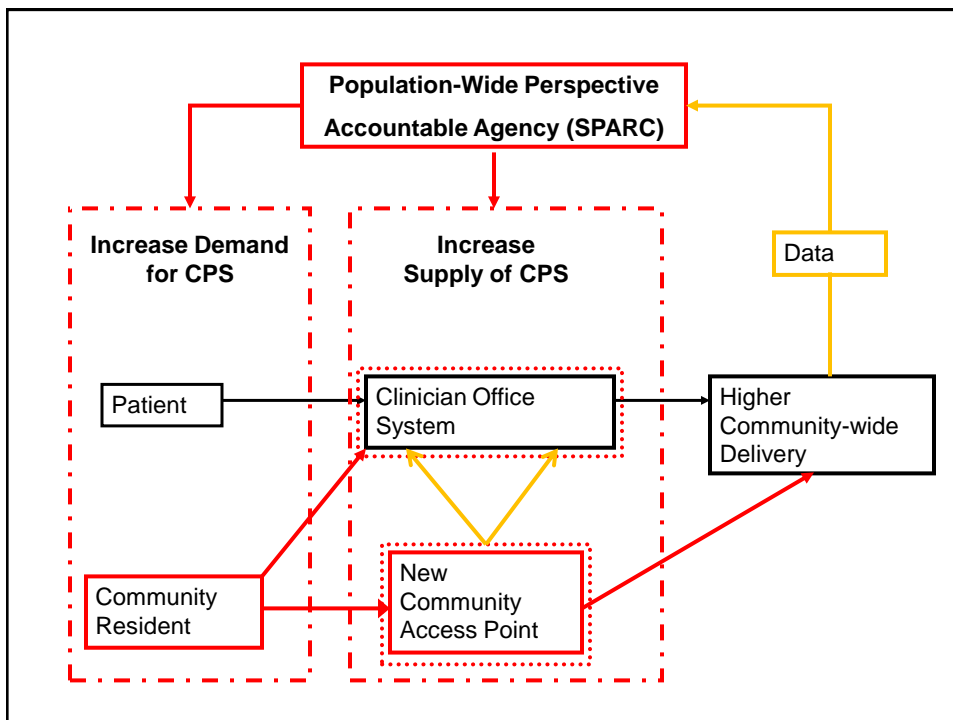 Population-Wide Perspective
Accountable Agency (SPARC)
Increase Demand
for CPS
Increase
Supply of CPS
Data
Patient
Clinician Office
System
Higher
Community-wide
Delivery
Community
Resident
New
Community
Access Point